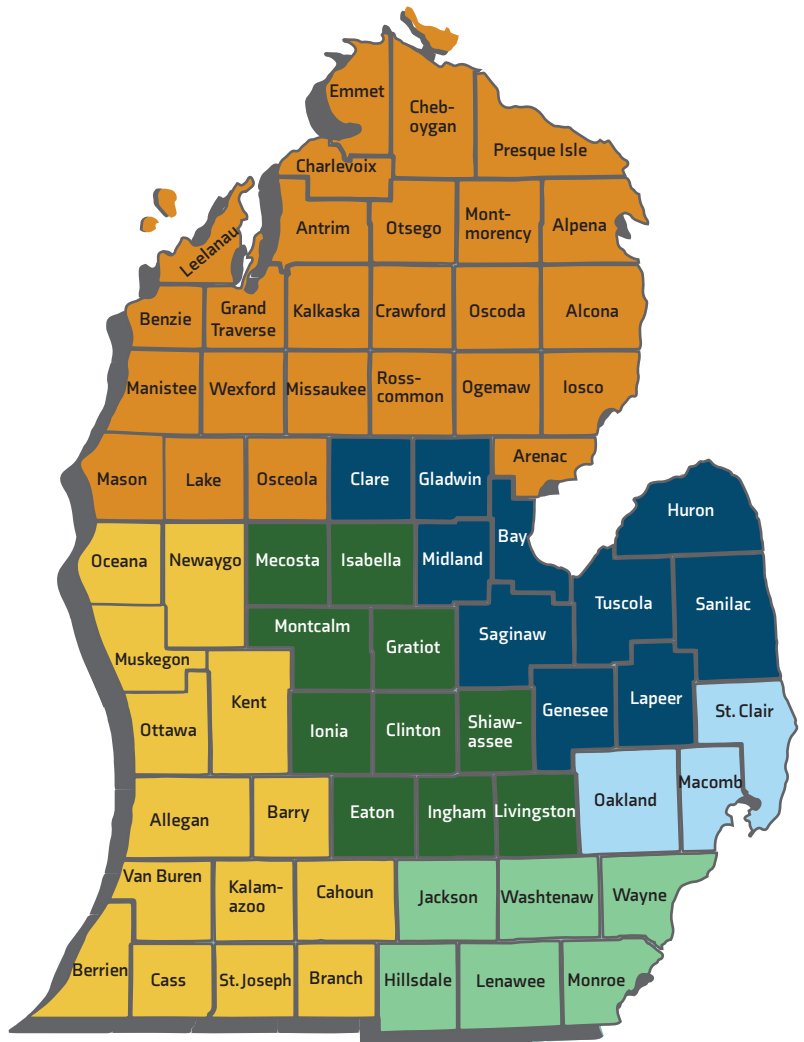 Emmet
Cheb-
oygan
Presque Isle
Charlevoix
Antrim
Otsego
Mont-
morency
Alpena
Leelanau
Benzie
Grand
Traverse
Kalkaska
Crawford
Oscoda
Alcona
Manistee
Wexford
Missaukee
Ross-
common
Ogemaw
Iosco
Mason
Lake
Osceola
Clare
Gladwin
Arenac
Huron
Oceana
Newaygo
Mecosta
Isabella
Midland
Bay
Tuscola
Sanilac
Montcalm
Gratiot
Saginaw
Muskegon
Kent
Ottawa
Ionia
Clinton
Shiaw-
assee
Genesee
Lapeer
St. Clair
Allegan
Barry
Eaton
Ingham
Livingston
Oakland
Macomb
Van Buren
Kalam-
azoo
Cahoun
Jackson
Washtenaw
Wayne
Berrien
Cass
St. Joseph
Branch
Hillsdale
Lenawee
Monroe